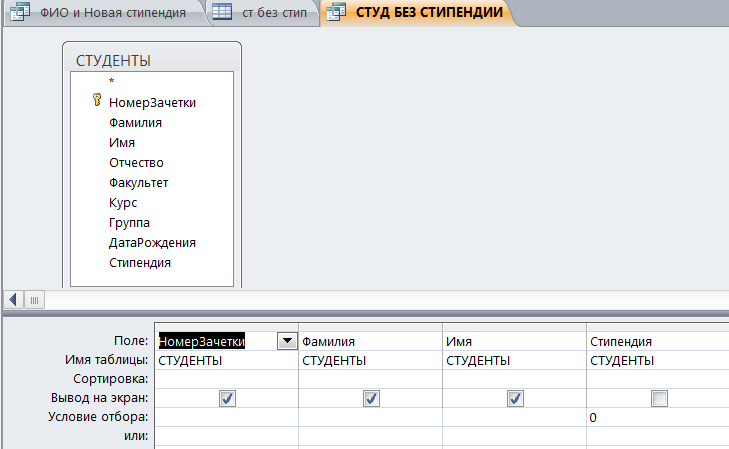 ФИО и Новая стипендия ст без стип СТУД БЕЗ СТИПЕНДИИ
СТУДЕНТЫ
*
НомерЗачетки
Фамилия
Имя
Отчество
Факультет
Курс
Группа
ДатаРождения
Стипендия
Поле: НомерЗачетки Фамилия Имя Стипендия
Имя таблицы: СТУДЕНТЫ СТУДЕНТЫ СТУДЕНТЫ СТУДЕНТЫ
Сортировка:
Вывод на экран:
Условие отбора: 0
или: